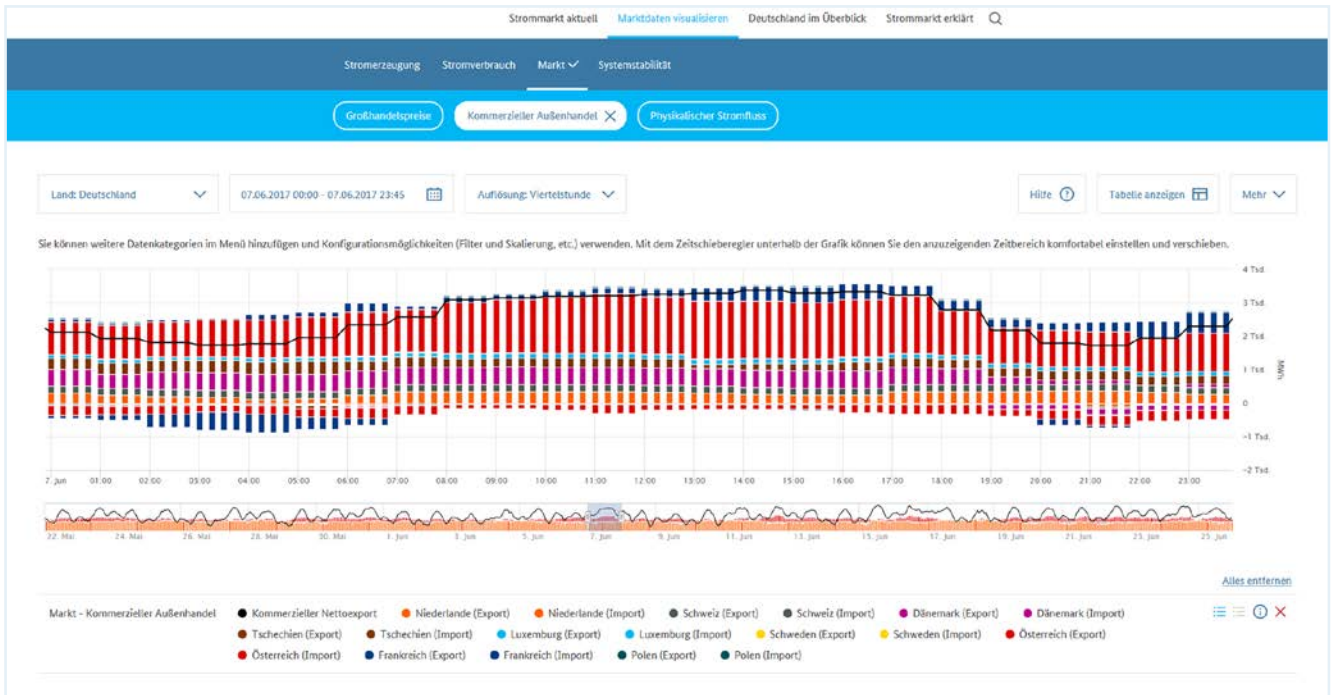 Strommarkt aktuell Marktdaten visualisieren Deutschland im Überblick Strommarkt erklärt
Stromerzeugung Stromverbrauch Markt Systemstabilität
Großhandelspreise Kommerzieller Außenhandel Physikalischer Stromfluss
Land: Deutschland 07.06.2017 00:00 - 07.06.2017 23:45 Auflösung: Viertelstunde Hilfe Tabelle anzeigen Mehr
Sie können weitere Datenkategorien im Menü hinzufügen und Konfigurationsmöglichkeiten (Filter und Skalierung, etc.) verwenden. Mit dem Zeitschieberegler unterhalb der Grafik können Sie den anzuzeigenden Zeitbereich komfortabel einstellen und verschieben.
4 Tsd.
3 Tsd.
2 Tsd.
1 Tsd.
MWh
0
-1 Tsd.
-2 Tsd.
7. Jun 01:00 02:00 03:00 04:00 05:00 06:00 07:00 08:00 09:00 10:00 11:00 12:00 13:00 14:00 15:00 16:00 17:00 18:00 19:00 20:00 21:00 22:00 23:00
22. Mai 24. Mai 26. Mai 28. Mai 30. Mai 1. Jun 3. Jun 5. Jun 7. Jun 9. Jun 11. Jun 13. Jun 15. Jun 17. Jun 19. Jun 21. Jun 23. Jun 25. Jun
Alles entfernen
Markt - Kommerzieller Außenhandel Kommerzieller Nettoexport Niederlande (Export) Niederlande (Import) Schweiz (Export) Schweiz (Import) Dänemark (Export) Dänemark (Import)
Tschechien (Export) Tschechien (Import) Luxemburg (Export) Luxemburg (Import) Schweden (Export) Schweden (Import) Österreich (Export)
Österreich (Import) Frankreich (Export) Frankreich (Import) Polen (Export) Polen (Import)